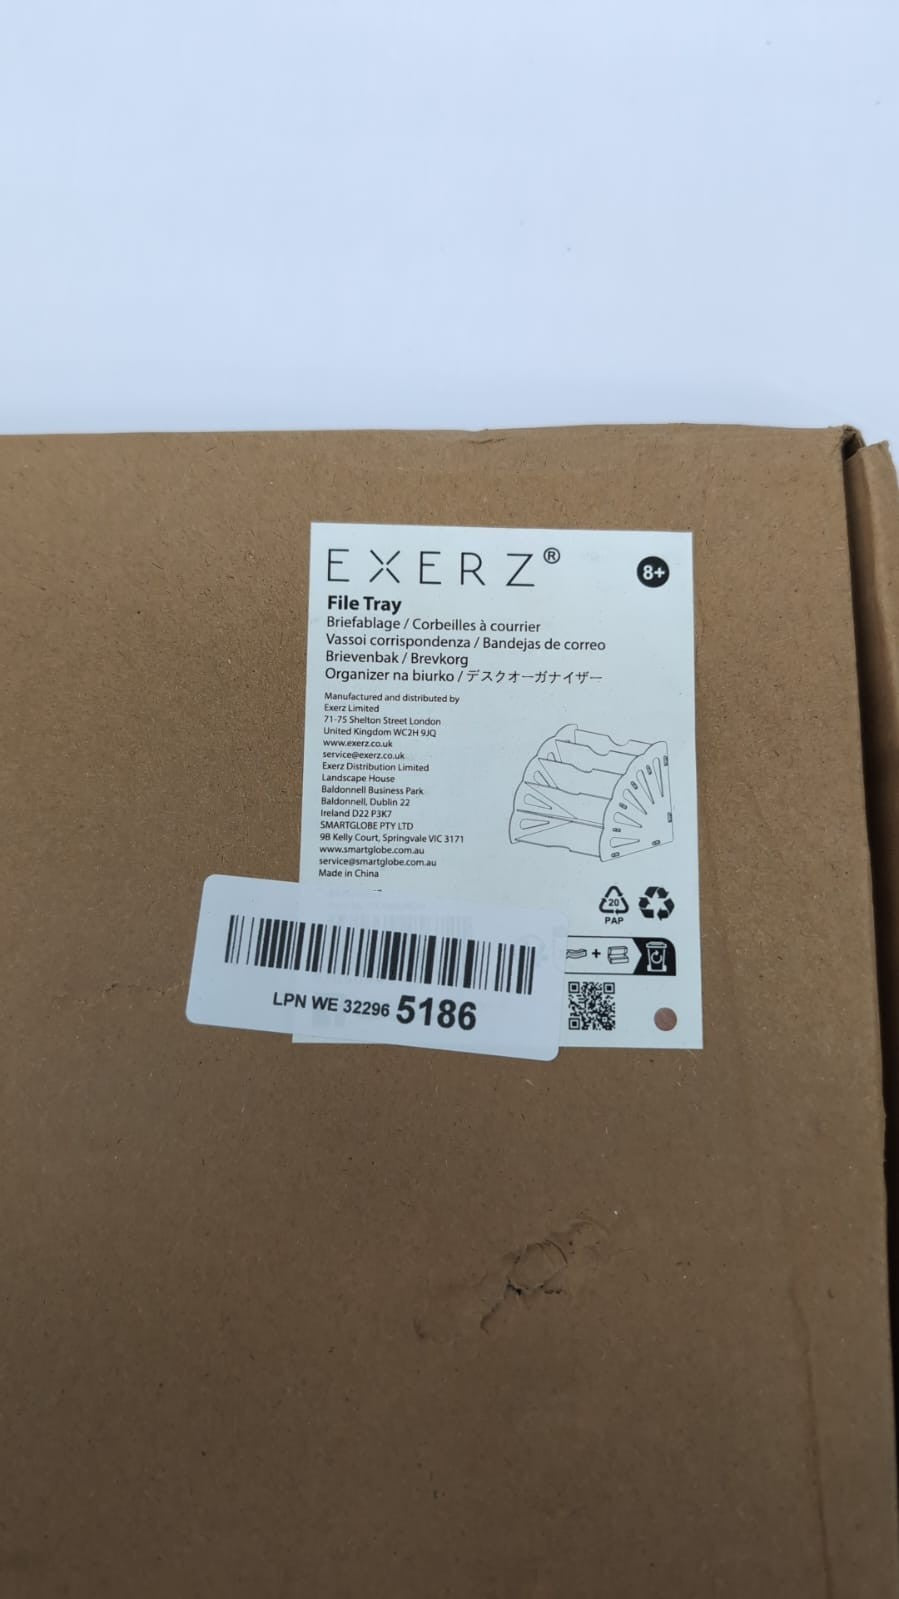 EXERZ®
8+
File Tray
Briefablage / Corbeilles à courrier
Vassoi corrispondenza / Bandejas de correo
Brievenbak / Brevkorg
Organizer na biurko / デスクオーガナイザー
Manufactured and distributed by
Exerz Limited
71-75 Shelton Street London
United Kingdom WC2H 9JQ
www.exerz.co.uk
service@exerz.co.uk
Exerz Distribution Limited
Landscape House
Baldonnell Business Park
Baldonnell, Dublin 22
Ireland D22 P3K7
SMARTGLOBE PTY LTD
9B Kelly Court, Springvale VIC 3171
www.smartglobe.com.au
service@smartglobe.com.au
Made in China
20
PAP
+
LPN WE 32296 5186